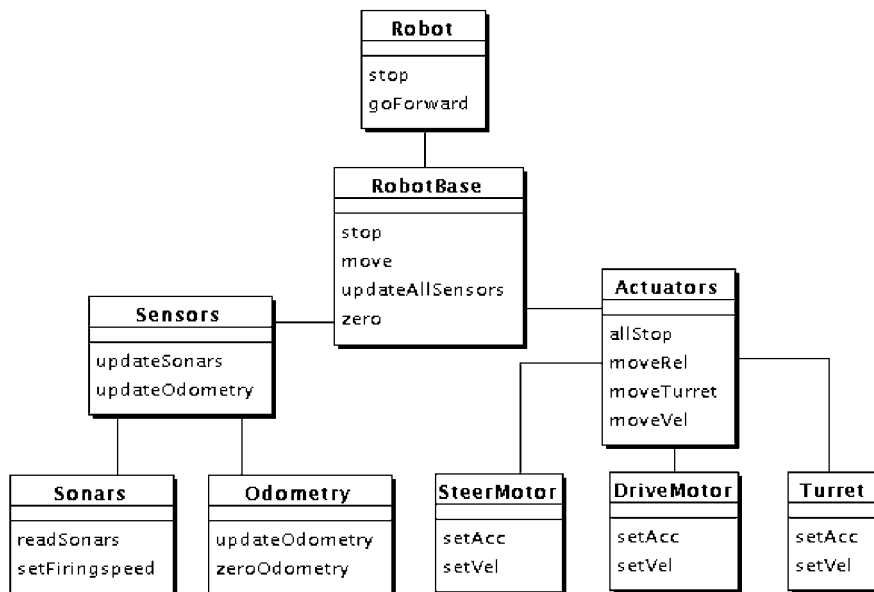 Robot
stop
goForward
RobotBase
stop
move
updateAllSensors
zero
Sensors
updateSonars
updateOdometry
Actuators
allStop
moveRel
moveTurret
moveVel
Sonars
readSonars
setFiringspeed
Odometry
updateOdometry
zeroOdometry
SteerMotor
setAcc
setVel
DriveMotor
setAcc
setVel
Turret
setAcc
setVel